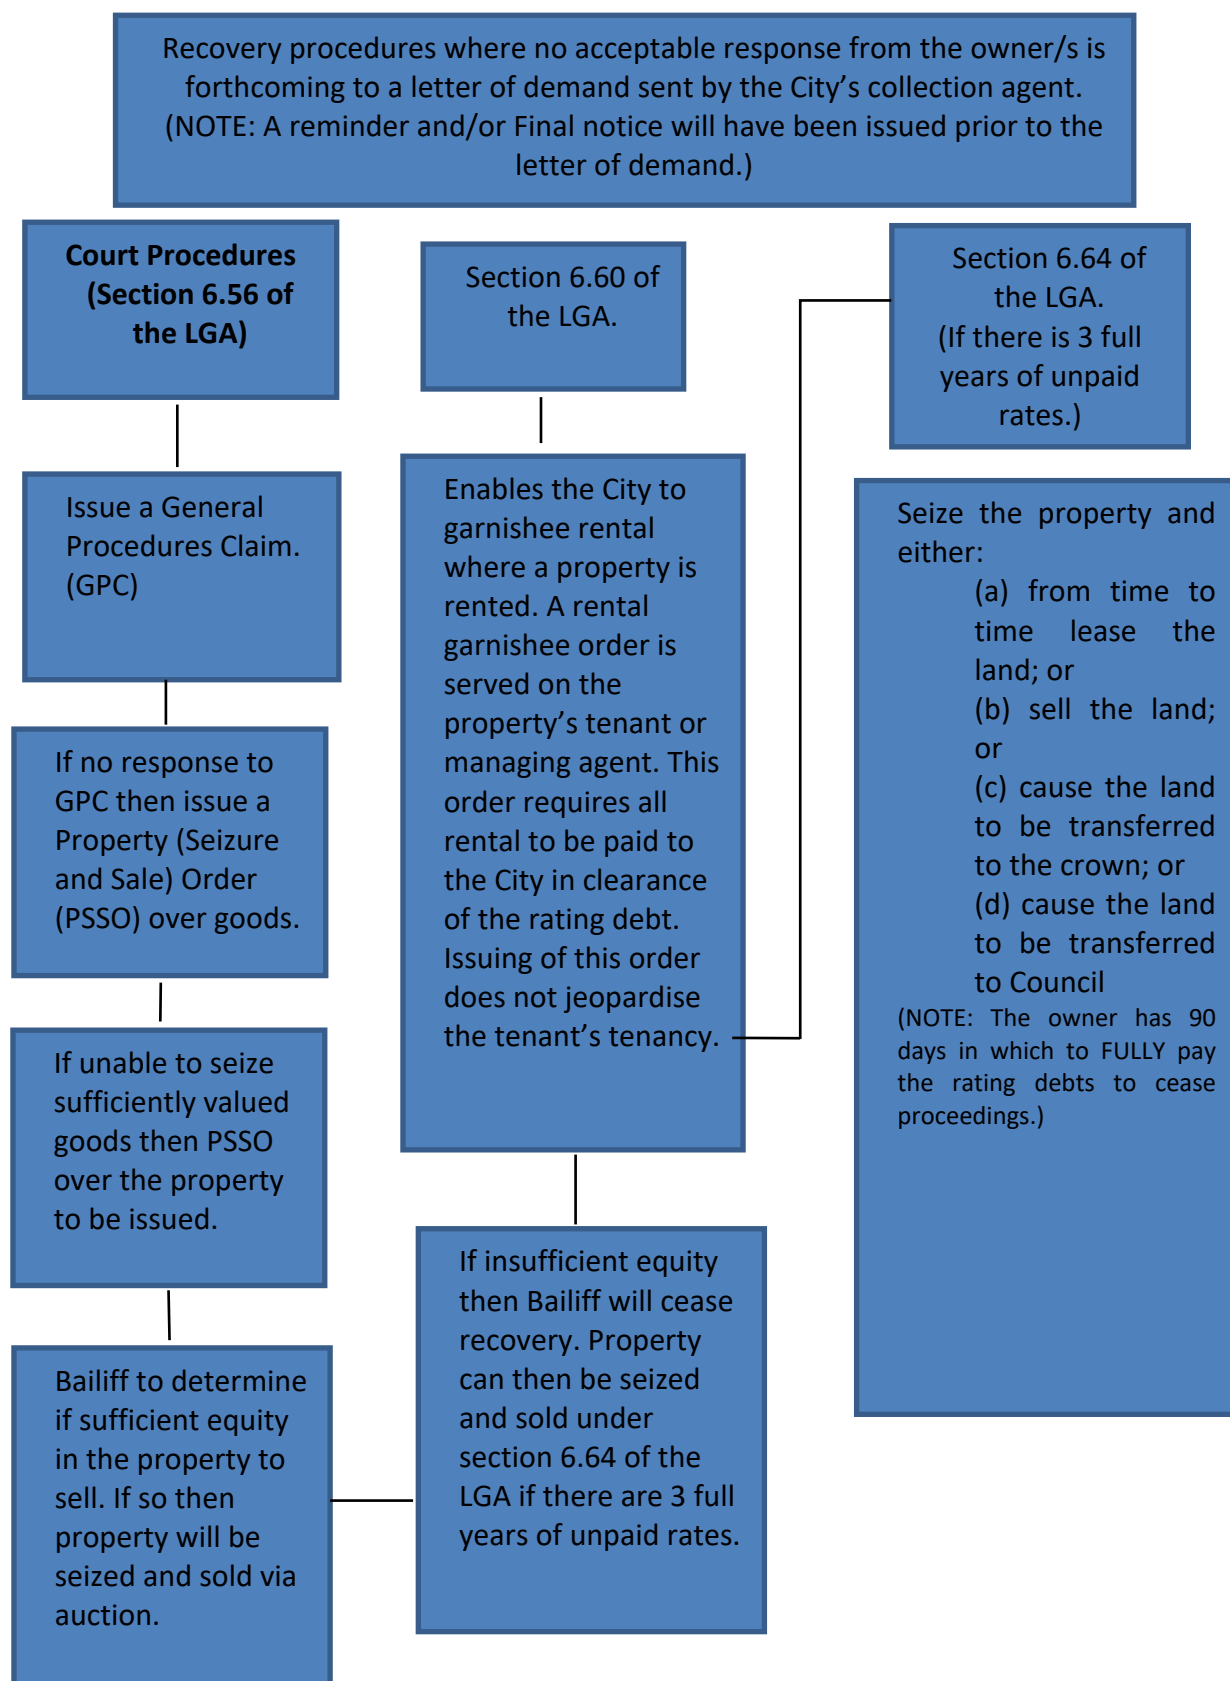 Recovery procedures where no acceptable response from the owner/s is
forthcoming to a letter of demand sent by the City’s collection agent.
(NOTE: A reminder and/or Final notice will have been issued prior to the
letter of demand.)
Court Procedures
(Section 6.56 of
the LGA)
Issue a General
Procedures Claim.
(GPC)
If no response to
GPC then issue a
Property (Seizure
and Sale) Order
(PSSO) over goods.
If unable to seize
sufficiently valued
goods then PSSO
over the property
to be issued.
Bailiff to determine
if sufficient equity
in the property to
sell. If so then
property will be
seized and sold via
auction.
Section 6.60 of
the LGA.
Enables the City to
garnishee rental
where a property is
rented. A rental
garnishee order is
served on the
property’s tenant or
managing agent. This
order requires all
rental to be paid to
the City in clearance
of the rating debt.
Issuing of this order
does not jeopardise
the tenant’s tenancy.
If insufficient equity
then Bailiff will cease
recovery. Property
can then be seized
and sold under
section 6.64 of the
LGA if there are 3 full
years of unpaid rates.
Section 6.64 of
the LGA.
(If there is 3 full
years of unpaid
rates.)
Seize the property and
either:
(a) from time to
time lease the
land; or
(b) sell the land;
or
(c) cause the land
to be transferred
to the crown; or
(d) cause the land
to be transferred
to Council
(NOTE: The owner has 90
days in which to FULLY pay
the rating debts to cease
proceedings.)